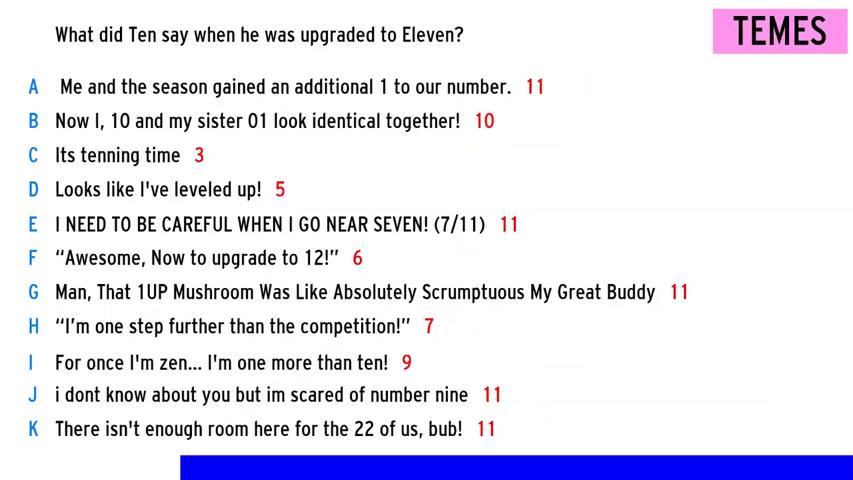 What did Ten say when he was upgraded to Eleven?
TEMES
A Me and the season gained an additional 1 to our number. 11
B Now I, 10 and my sister 01 look identical together! 10
C Its tenning time 3
D Looks like I've leveled up! 5
E I NEED TO BE CAREFUL WHEN I GO NEAR SEVEN! (7/11) 11
F “Awesome, Now to upgrade to 12!” 6
G Man, That 1UP Mushroom Was Like Absolutely Scrumptuous My Great Buddy 11
H “I’m one step further than the competition!” 7
I For once I'm zen... I'm one more than ten! 9
J i dont know about you but im scared of number nine 11
K There isn't enough room here for the 22 of us, bub! 11